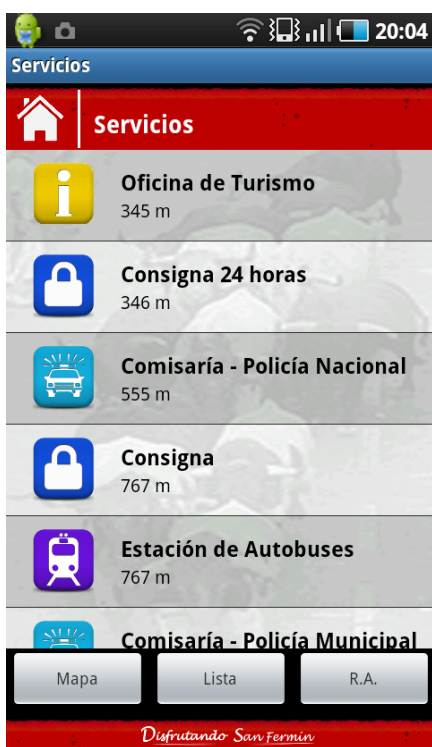 20:04
Servicios
Servicios
Oficina de Turismo
345 m
Consigna 24 horas
346 m
Comisaría - Policía Nacional
555 m
Consigna
767 m
Estación de Autobuses
767 m
Comisaría - Policía Municipal
Mapa
Lista
R.A.
Disfrutando San Fermin